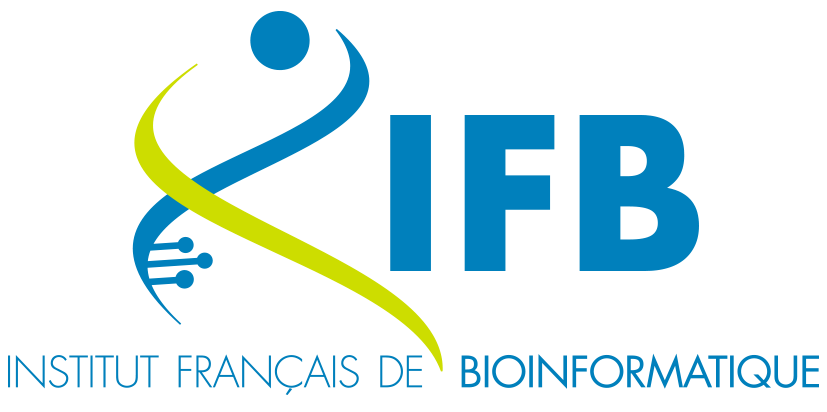 IFB
INSTITUT FRANÇAIS DE BIOINFORMATIQUE